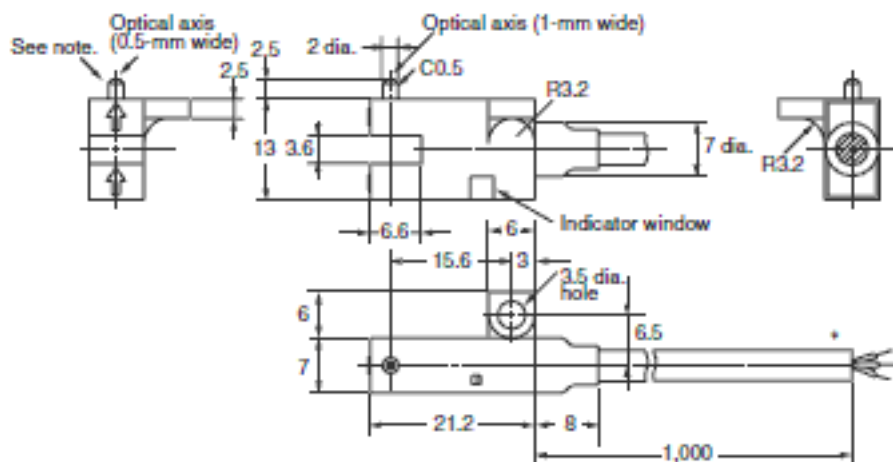 Optical axis
(0.5-mm wide)
See note.
2.5
2.5
2 dia.
Optical axis (1-mm wide)
C0.5
R3.2
13
3.6
7 dia.
R3.2
Indicator window
6.6
6
15.6
3
3.5 dia.
hole
6
6.5
*
7
21.2
8
1,000